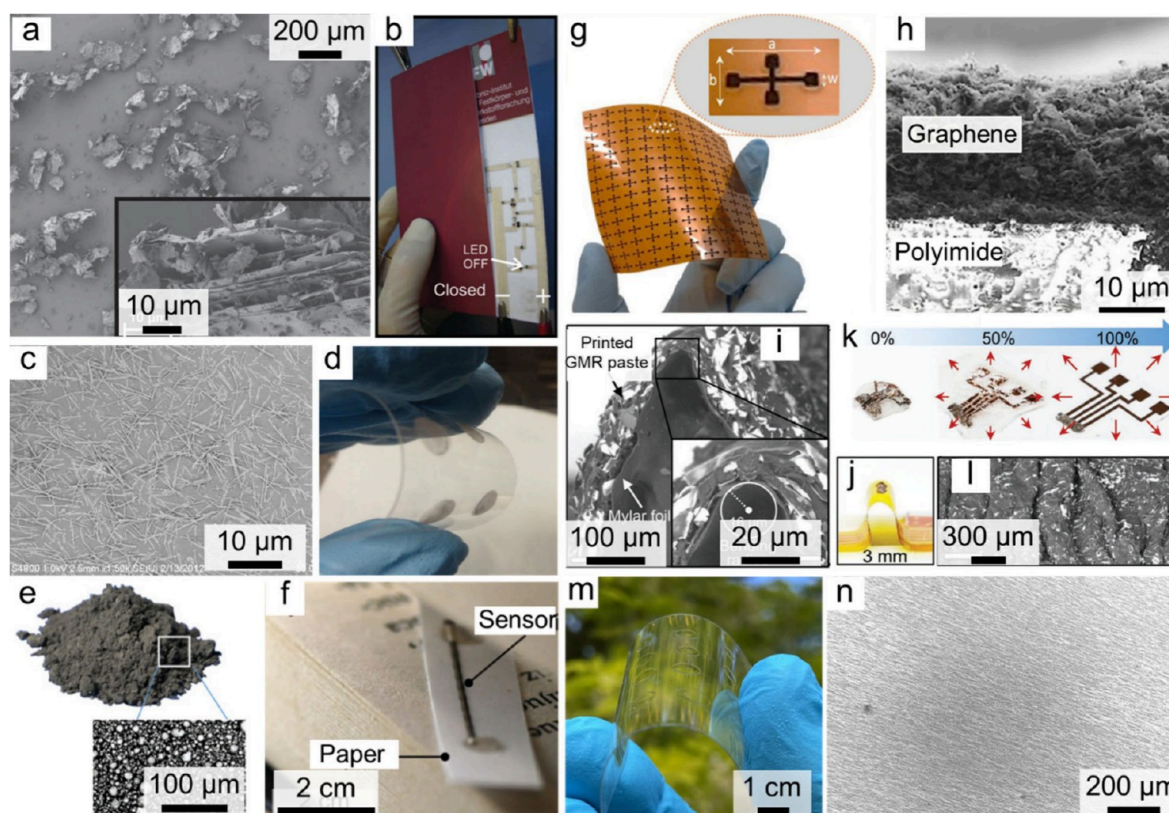 a
200 µm
10 µm
b
FW
LED
OFF
Closed
−
+
c
10 µm
d
e
100 µm
f
Sensor
Paper
2 cm
g
a
b
w
h
Graphene
Polyimide
10 µm
i
Printed
GMR paste
Mylar foil
100 µm
20 µm
k
0%
50%
100%
j
3 mm
l
300 µm
m
1 cm
n
200 µm